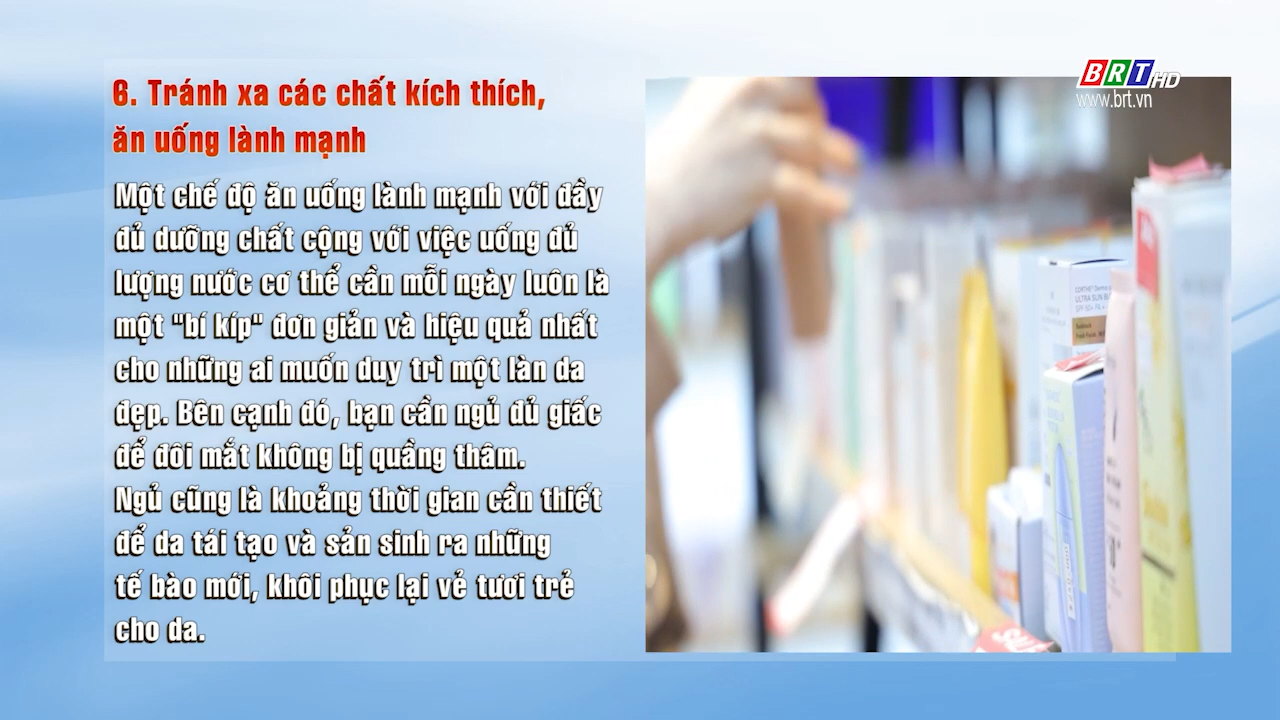 6. Tránh xa các chất kích thích,
ăn uống lành mạnh
Một chế độ ăn uống lành mạnh với đầy
đủ dưỡng chất cộng với việc uống đủ
lượng nước cơ thể cần mỗi ngày luôn là
một "bí kíp" đơn giản và hiệu quả nhất
cho những ai muốn duy trì một làn da
đẹp. Bên cạnh đó, bạn cần ngủ đủ giấc
để đôi mắt không bị quầng thâm.
Ngủ cũng là khoảng thời gian cần thiết
để da tái tạo và sản sinh ra những
tế bào mới, khôi phục lại vẻ tươi trẻ
cho da.
BRT HD
www.brt.vn
ULTRA SUN